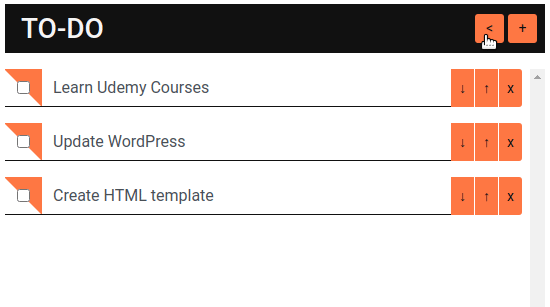 TO-DO < +
Learn Udemy Courses ↓ ↑ x
Update WordPress ↓ ↑ x
Create HTML template ↓ ↑ x